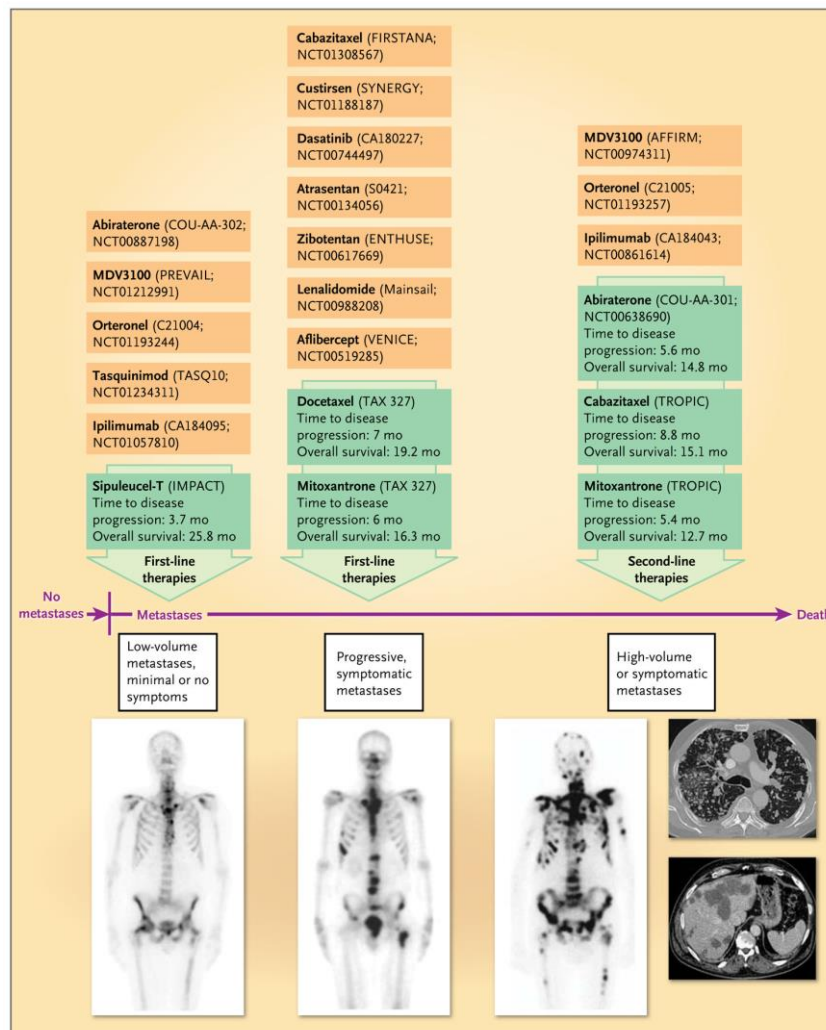 Cabazitaxel (FIRSTANA;
NCT01308567)
Custirsen (SYNERGY;
NCT01188187)
Dasatinib (CA180227;
NCT00744497)
Atrasentan (S0421;
NCT00134056)
Zibotentan (ENTHUSE;
NCT00617669)
Lenalidomide (Mainsail;
NCT00988208)
Aflibercept (VENICE;
NCT00519285)
Docetaxel (TAX 327)
Time to disease
progression: 7 mo
Overall survival: 19.2 mo
Mitoxantrone (TAX 327)
Time to disease
progression: 6 mo
Overall survival: 16.3 mo
First-line
therapies
Abiraterone (COU-AA-302;
NCT00887198)
MDV3100 (PREVAIL;
NCT01212991)
Orteronel (C21004;
NCT01193244)
Tasquinimod (TASQ10;
NCT01234311)
Ipilimumab (CA184095;
NCT01057810)
Sipuleucel-T (IMPACT)
Time to disease
progression: 3.7 mo
Overall survival: 25.8 mo
First-line
therapies
MDV3100 (AFFIRM;
NCT00974311)
Orteronel (C21005;
NCT01193257)
Ipilimumab (CA184043;
NCT00861614)
Abiraterone (COU-AA-301;
NCT00638690)
Time to disease
progression: 5.6 mo
Overall survival: 14.8 mo
Cabazitaxel (TROPIC)
Time to disease
progression: 8.8 mo
Overall survival: 15.1 mo
Mitoxantrone (TROPIC)
Time to disease
progression: 5.4 mo
Overall survival: 12.7 mo
Second-line
therapies
No
metastases
Metastases
Death
Low-volume
metastases,
minimal or no
symptoms
Progressive,
symptomatic
metastases
High-volume
or symptomatic
metastases